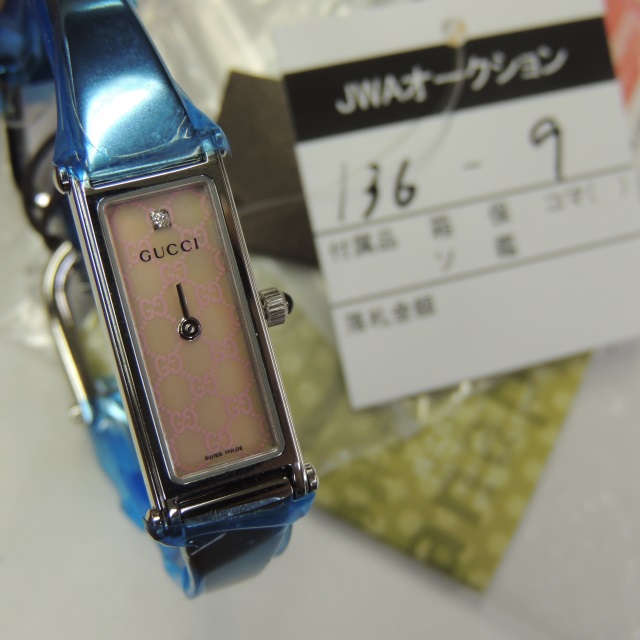 JWAオークション
136 - 9
付属品 箱 保 コマ( )
ソ 鑑
落札金額
GUCCI
SWISS MADE